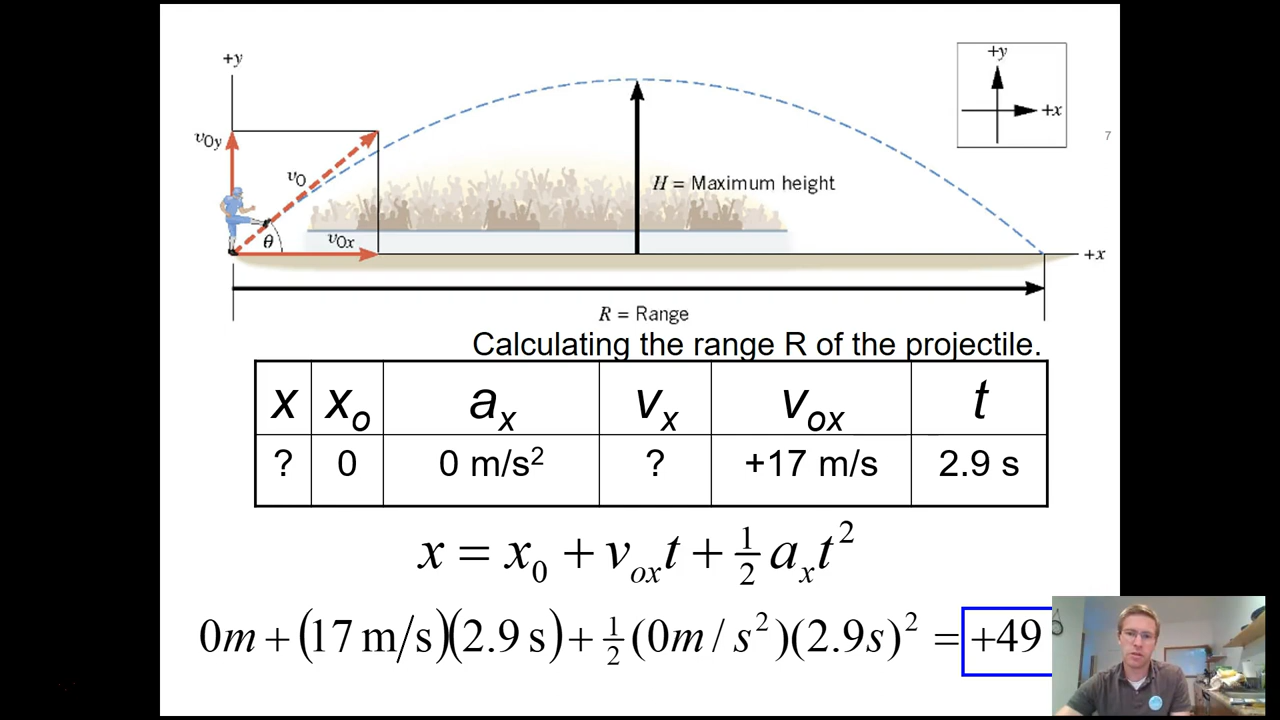 +y
+y
+x
7
v0y
v0
H = Maximum height
θ
v0x
+x
R = Range
Calculating the range R of the projectile.
x xo ax vx vox t
? 0 0 m/s² ? +17 m/s 2.9 s
x = x₀ + voxt + ½ axt²
0m + (17 m/s)(2.9 s) + ½(0m / s²)(2.9s)² = +49